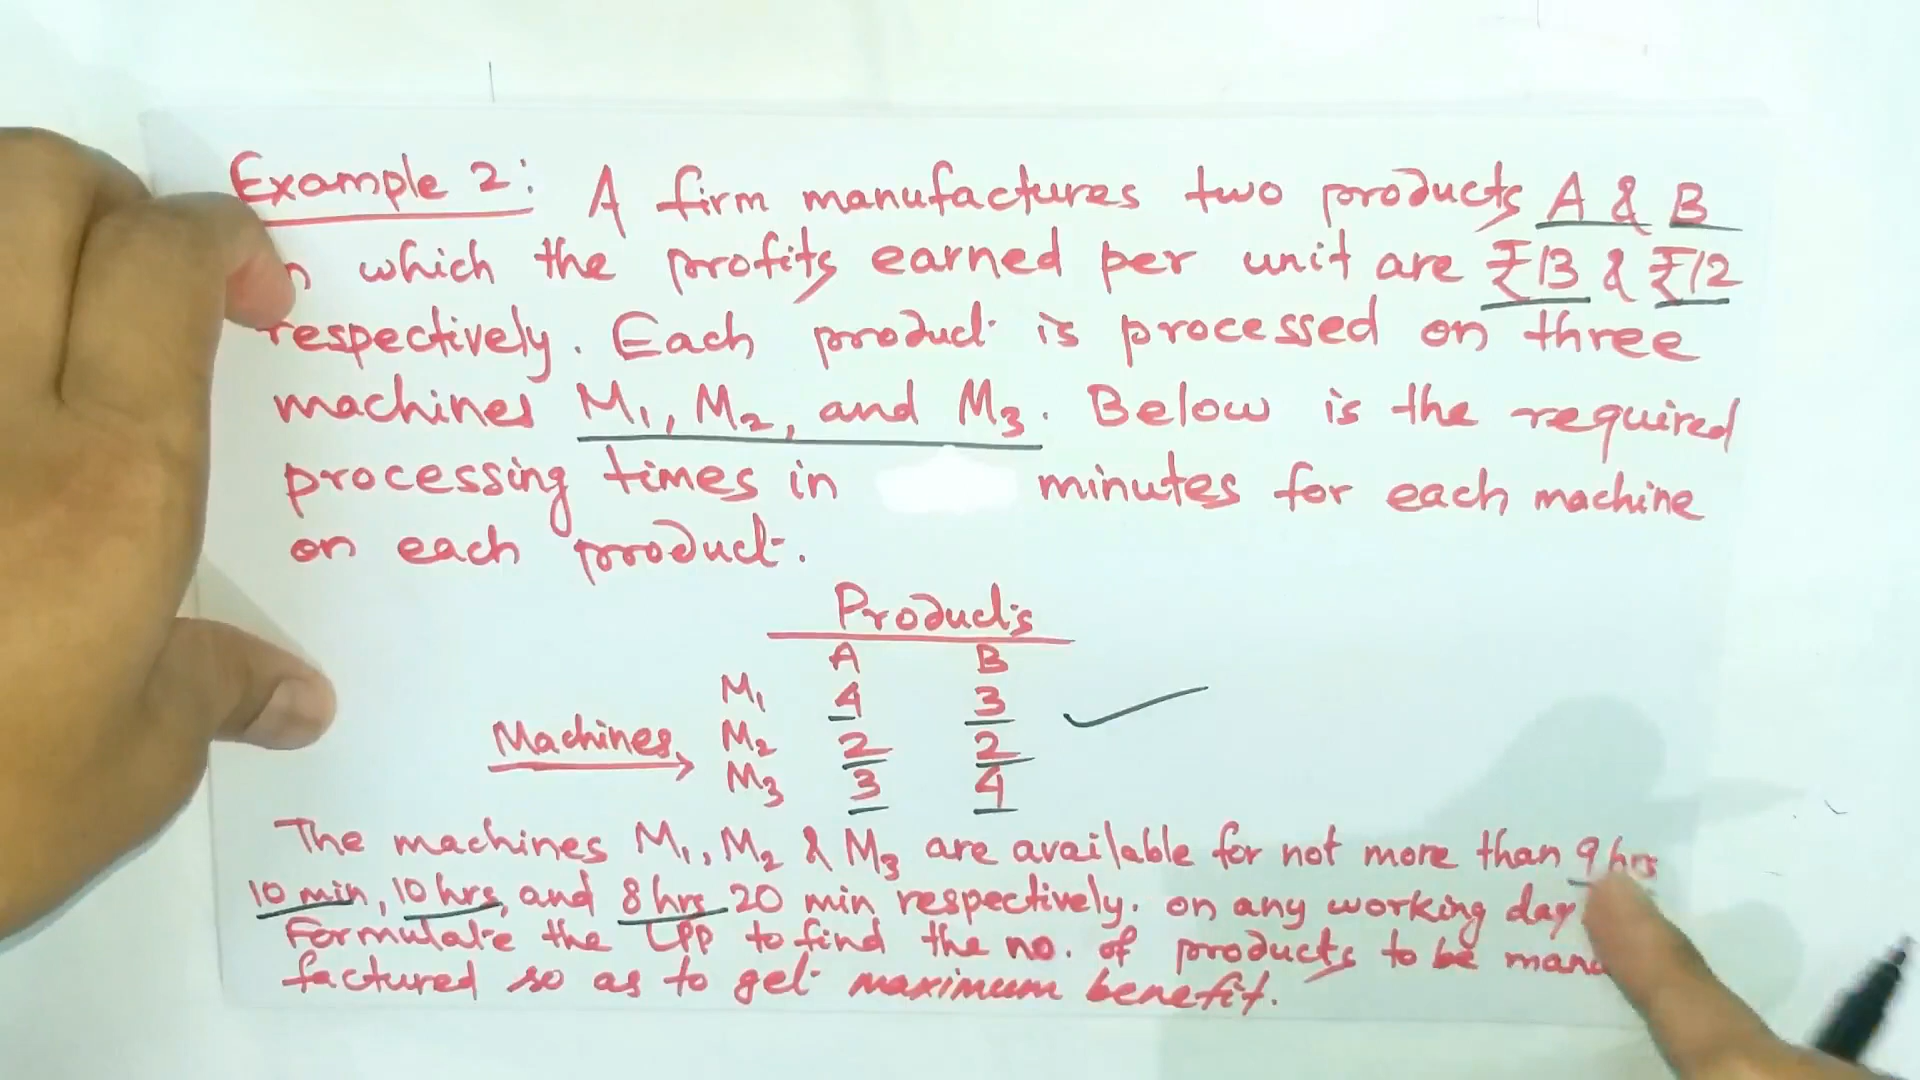 Example 2: A firm manufactures two products A & B
which the profits earned per unit are ₹13 & ₹12
respectively. Each product is processed on three
machines M1, M2, and M3. Below is the required
processing times in minutes for each machine
on each product.
Products
A B
M1 4 3
Machines M2 2 2
M3 3 4
The machines M1, M2 & M3 are available for not more than 9 hrs
10 min, 10 hrs, and 8 hrs 20 min respectively. on any working day
Formulate the LPP to find the no. of products to be manu
factured so as to get maximum benefit.